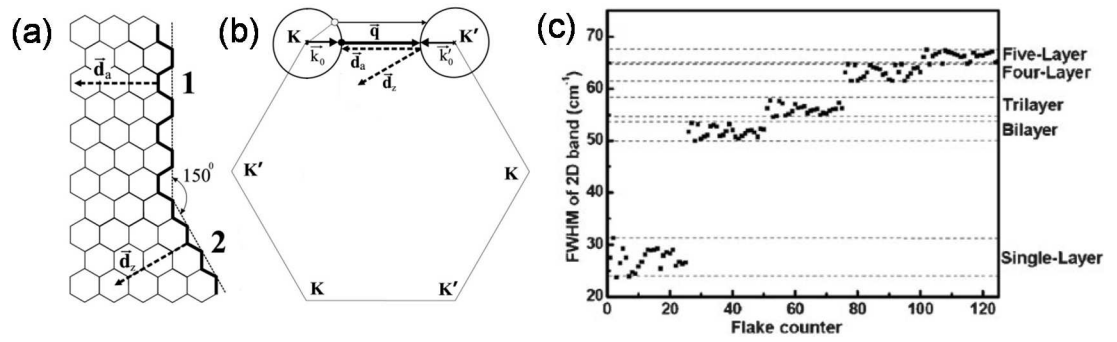 (a)
d⃗a
1
150⁰
2
d⃗z
(b)
K
q⃗
K'
k⃗0
d⃗a
k⃗'0
d⃗z
K'
K
K
K'
(c)
FWHM of 2D band (cm⁻¹)
70
60
50
40
30
20
0 20 40 60 80 100 120
Flake counter
Five-Layer
Four-Layer
Trilayer
Bilayer
Single-Layer